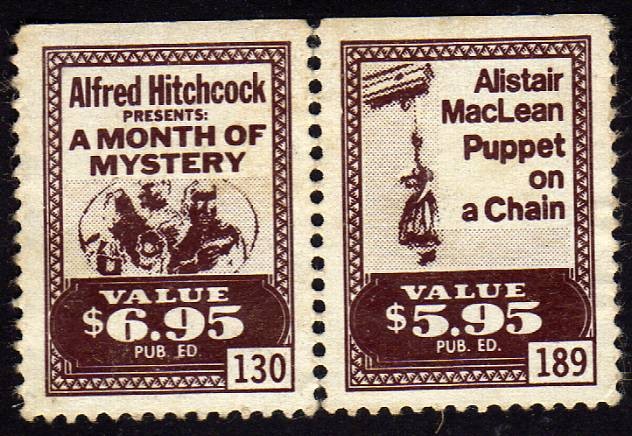 Alfred Hitchcock
PRESENTS:
A MONTH OF
MYSTERY
VALUE
$6.95
PUB. ED.
130
Alistair
MacLean
Puppet
on
a Chain
VALUE
$5.95
PUB. ED.
189